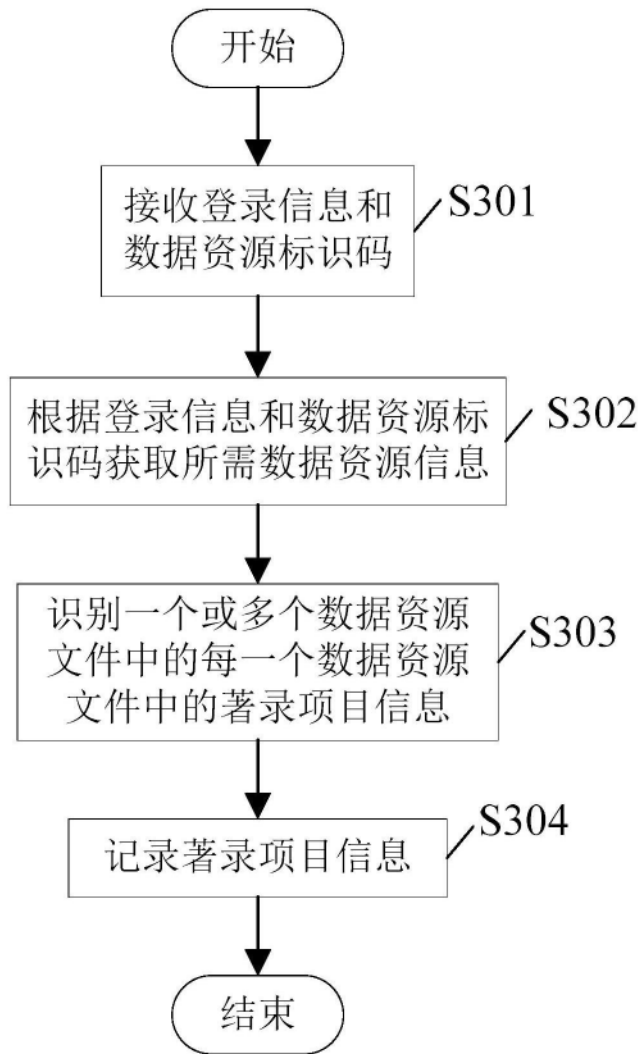 开始
接收登录信息和
数据资源标识码
S301
根据登录信息和数据资源标
识码获取所需数据资源信息
S302
识别一个或多个数据资源
文件中的每一个数据资源
文件中的著录项目信息
S303
记录著录项目信息
S304
结束